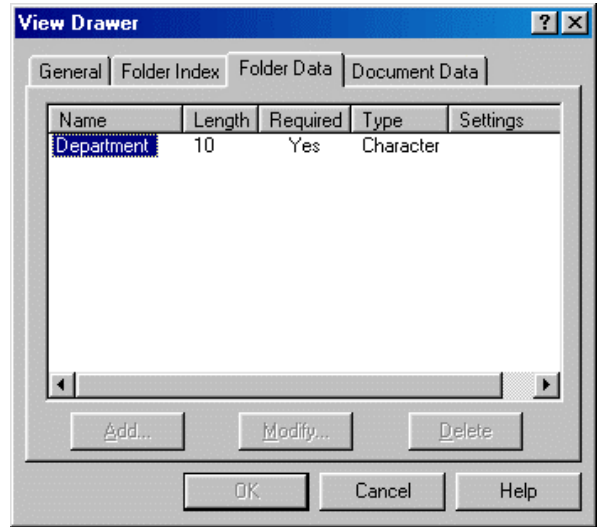 View Drawer ? ×
General Folder Index Folder Data Document Data
Name Length Required Type Settings
Department 10 Yes Character
Add... Modify... Delete
OK Cancel Help